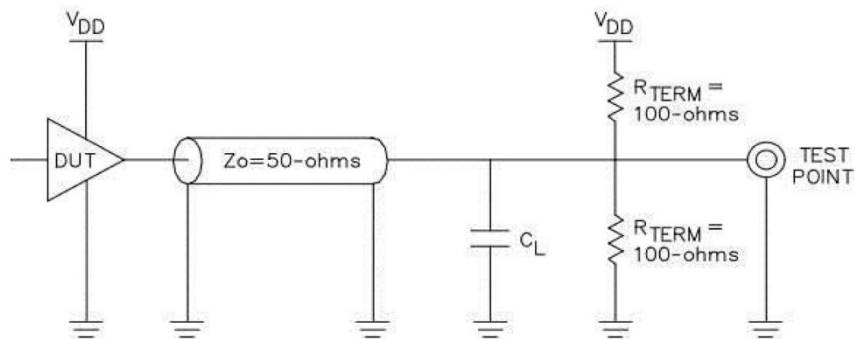 VDD
VDD
RTERM =
100-ohms
DUT
Zo=50-ohms
TEST
POINT
CL
RTERM =
100-ohms